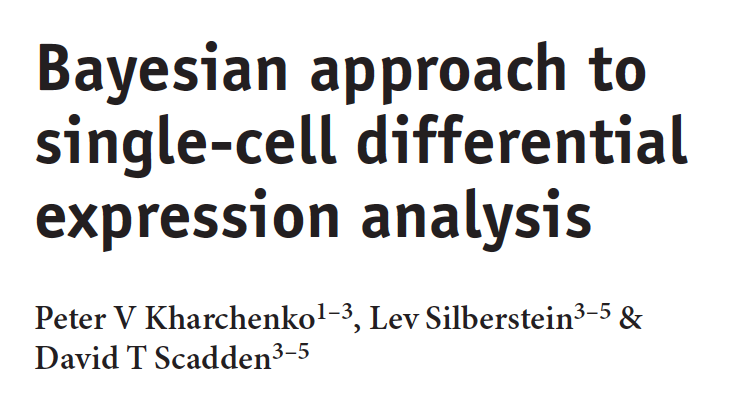 Bayesian approach to
single-cell differential
expression analysis
Peter V Kharchenko¹⁻³, Lev Silberstein³⁻⁵ &
David T Scadden³⁻⁵